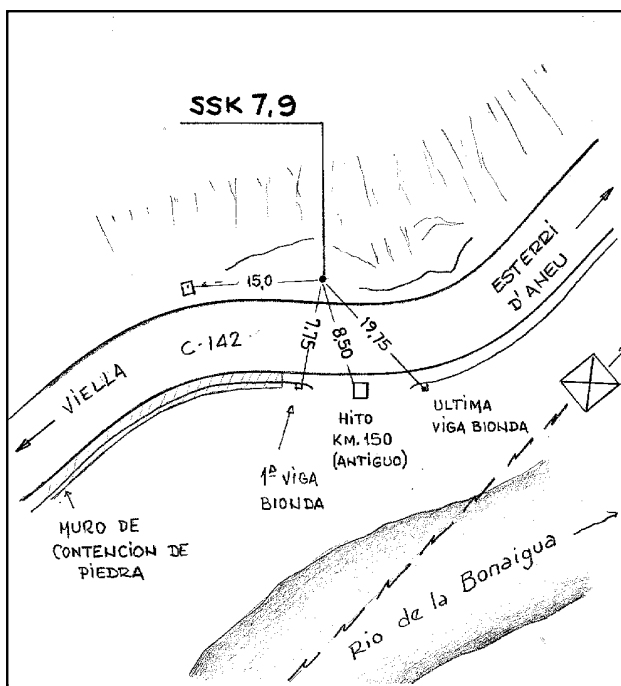 SSK 7,9
15,0
7,75
8,50
19,75
ESTERRI
D'ANEU
C-142
VIELLA
HITO
KM. 150
(ANTIGUO)
ULTIMA
VIGA BIONDA
1ª VIGA
BIONDA
MURO DE
CONTENCION DE
PIEDRA
Rio de la Bonaigua